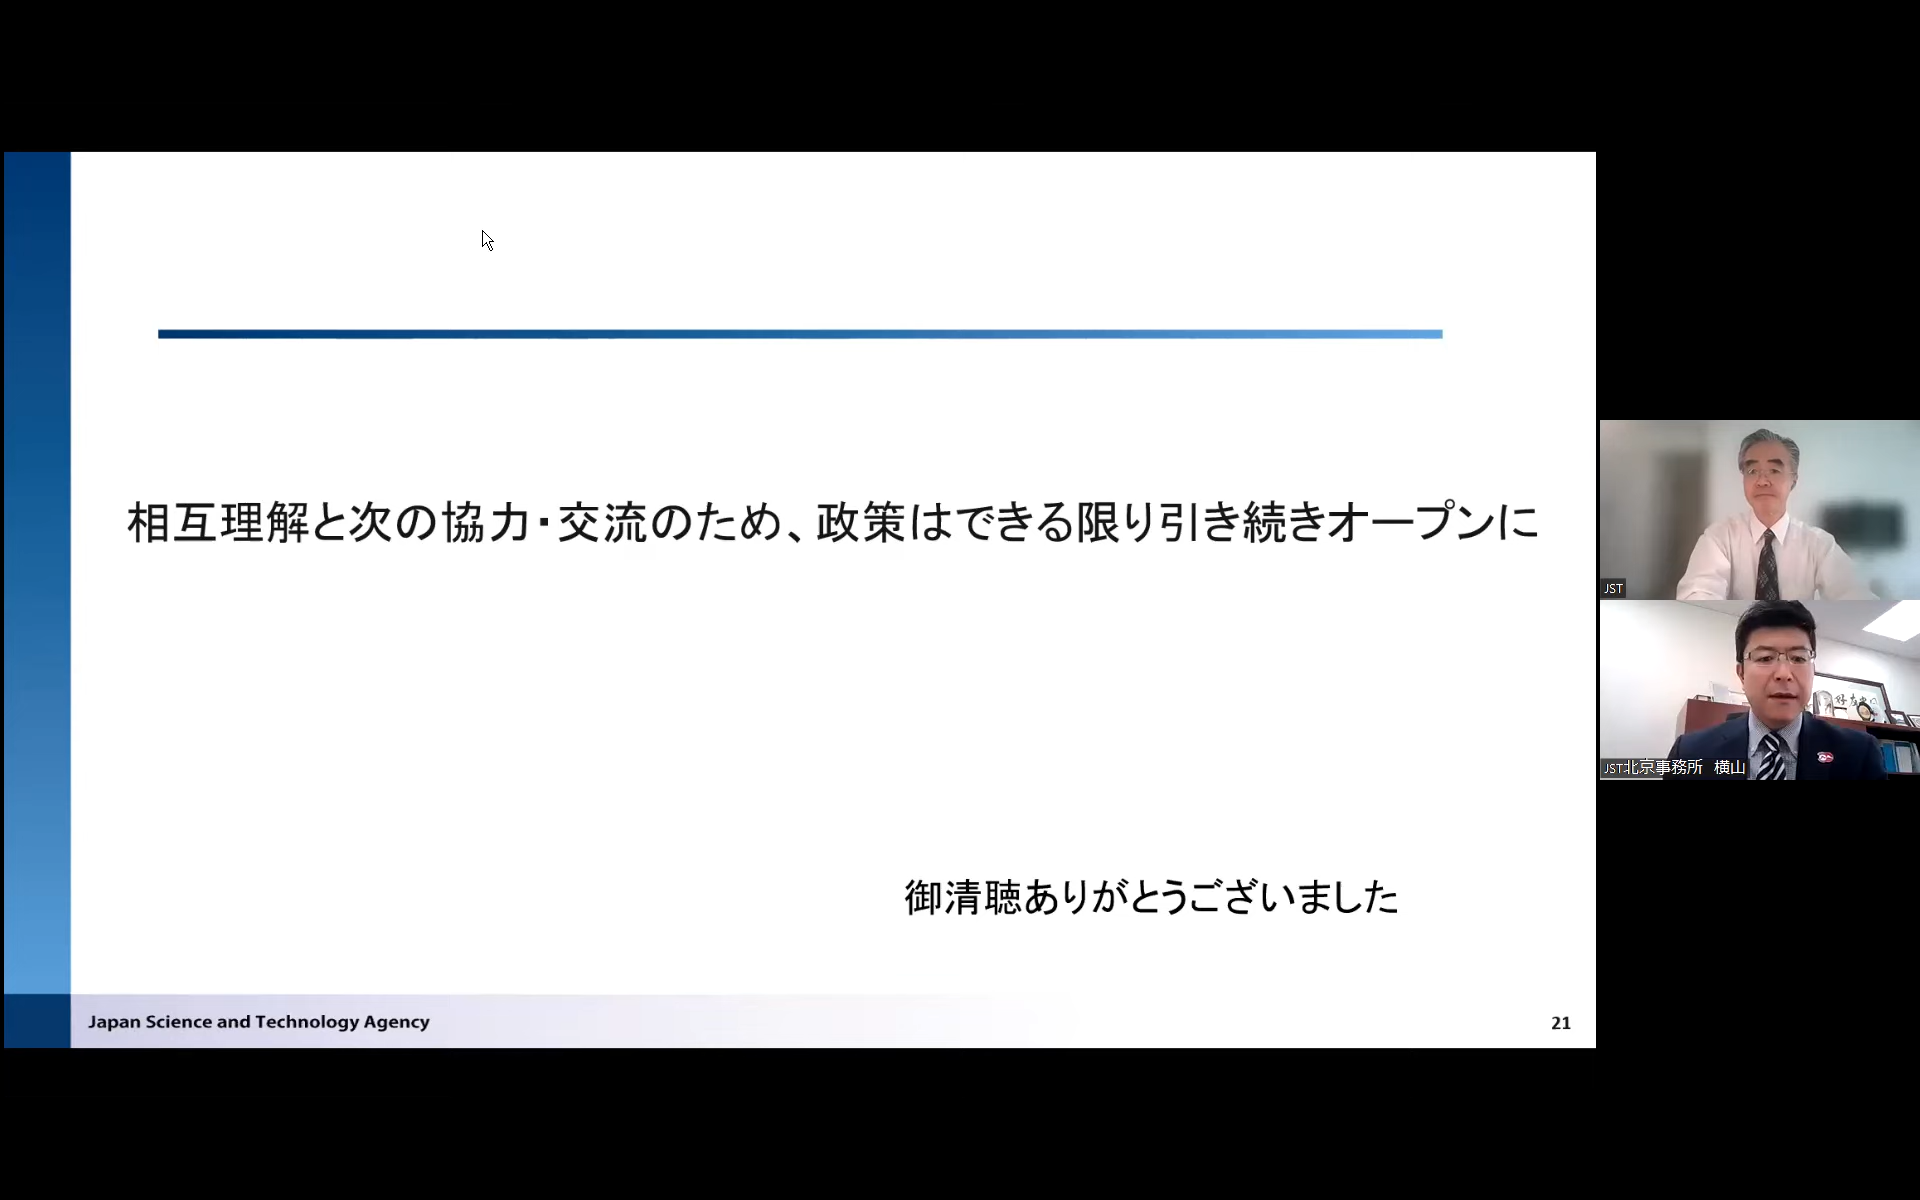 相互理解と次の協力・交流のため、政策はできる限り引き続きオープンに
御清聴ありがとうございました
Japan Science and Technology Agency
21
JST
JST北京事務所 横山